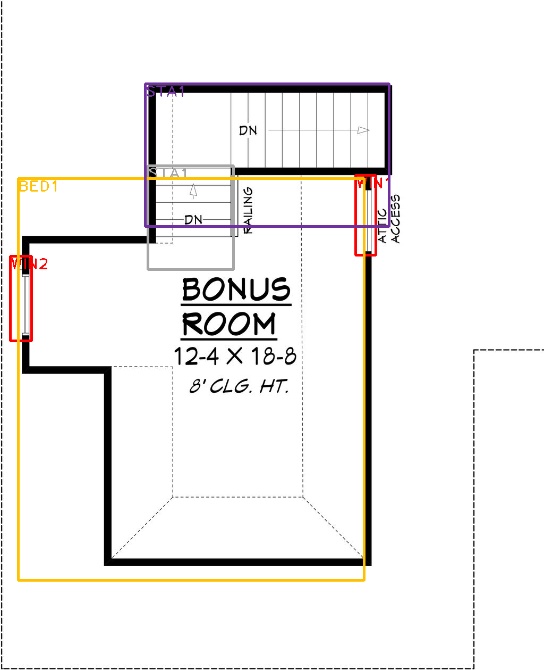 STA1
DN
STA1
WIN1
BED1
DN
RAILING
ATTIC
ACCESS
WIN2
BONUS
ROOM
12-4 X 18-8
8' CLG. HT.